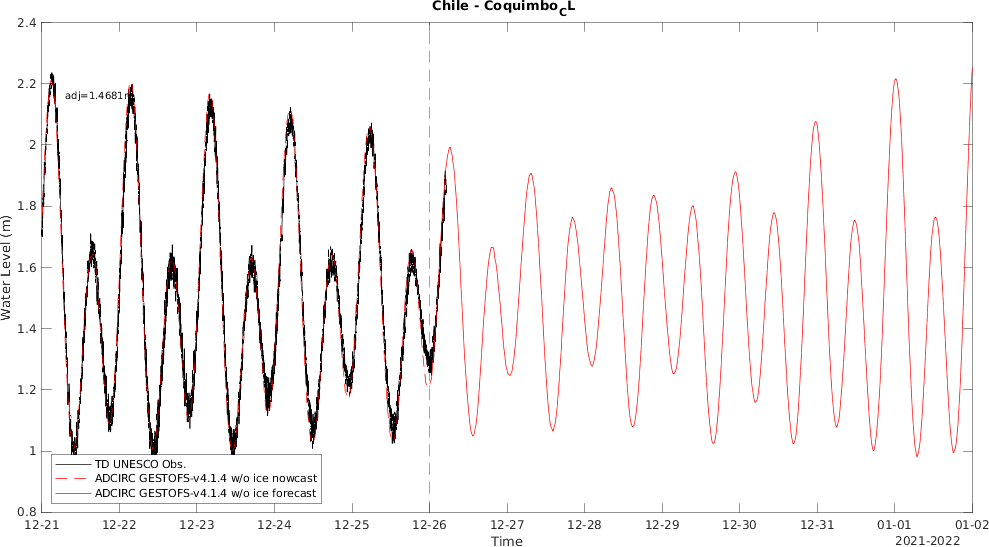 Chile - Coquimbo_CL
2.4
2.2
2
1.8
1.6
1.4
1.2
1
0.8
Water Level (m)
adj=1.4681m
TD UNESCO Obs.
ADCIRC GESTOFS-v4.1.4 w/o ice nowcast
ADCIRC GESTOFS-v4.1.4 w/o ice forecast
12-21 12-22 12-23 12-24 12-25 12-26 12-27 12-28 12-29 12-30 12-31 01-01 01-02
Time
2021-2022